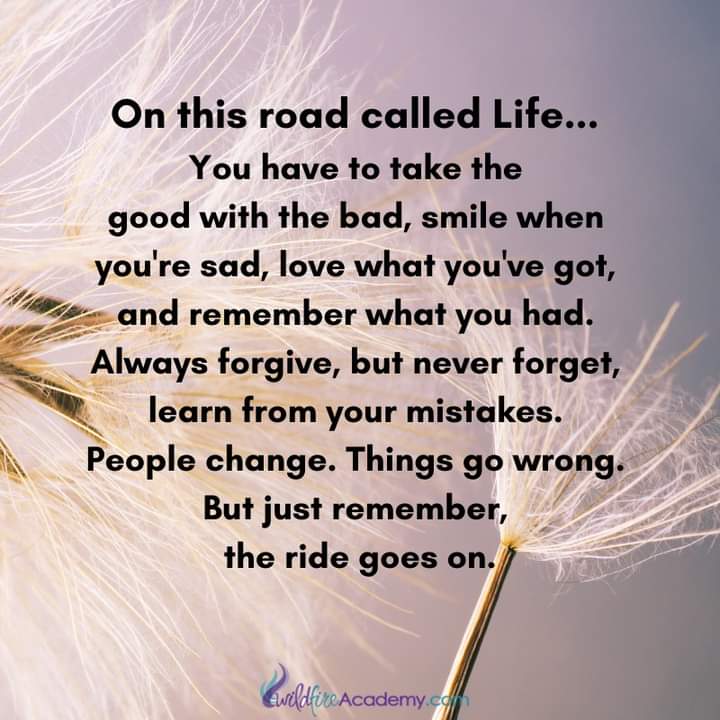 On this road called Life...
You have to take the
good with the bad, smile when
you're sad, love what you've got,
and remember what you had.
Always forgive, but never forget,
learn from your mistakes.
People change. Things go wrong.
But just remember,
the ride goes on.
wildfireAcademy.com